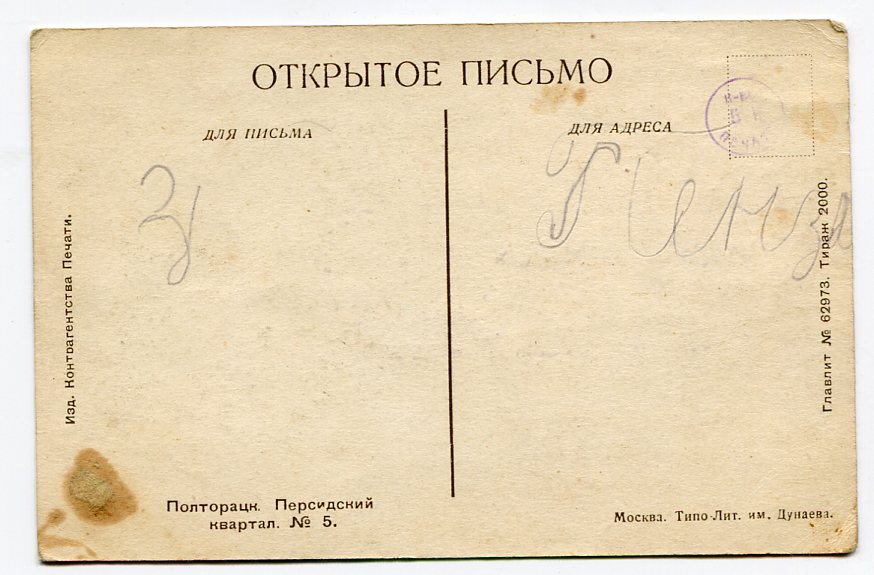 ОТКРЫТОЕ ПИСЬМО
ДЛЯ ПИСЬМА
ДЛЯ АДРЕСА
Пенза
Изд. Контрагентства Печати.
Главлит № 62973. Тираж 2000.
Полторацк. Персидский
квартал. № 5.
Москва. Типо-Лит. им. Дунаева.